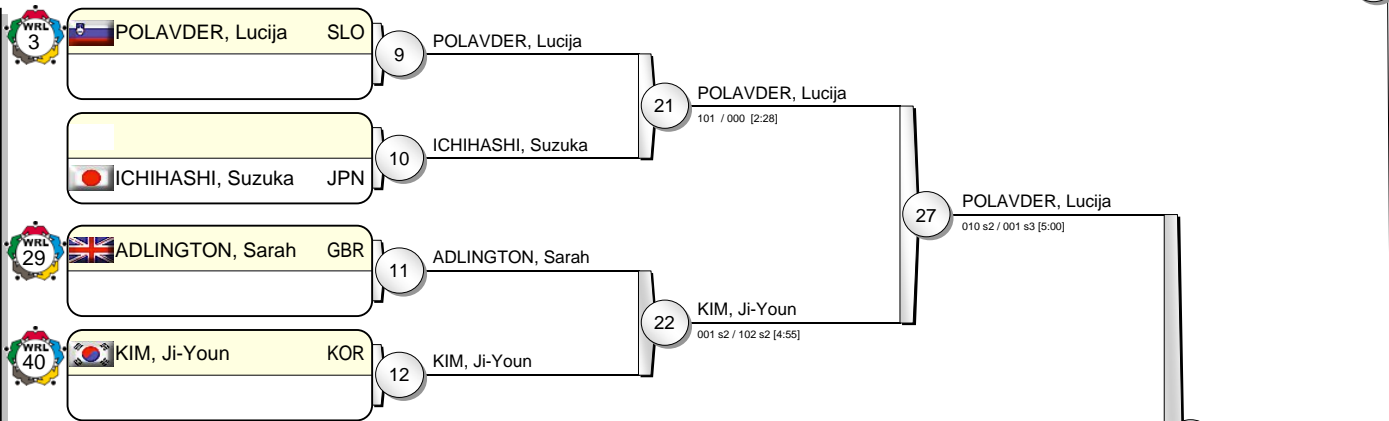 WRL
3
POLAVDER, Lucija SLO
9
POLAVDER, Lucija
21
POLAVDER, Lucija
101 / 000 [2:28]
10
ICHIHASHI, Suzuka
ICHIHASHI, Suzuka JPN
27
POLAVDER, Lucija
010 s2 / 001 s3 [5:00]
WRL
29
ADLINGTON, Sarah GBR
11
ADLINGTON, Sarah
22
KIM, Ji-Youn
001 s2 / 102 s2 [4:55]
WRL
40
KIM, Ji-Youn KOR
12
KIM, Ji-Youn